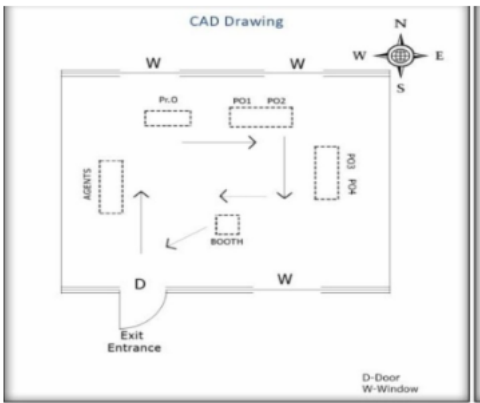 CAD Drawing
N
W E
S
W W
Pr.O PO1 PO2
AGENTS
PO3
PO4
BOOTH
D W
Exit
Entrance
D-Door
W-Window